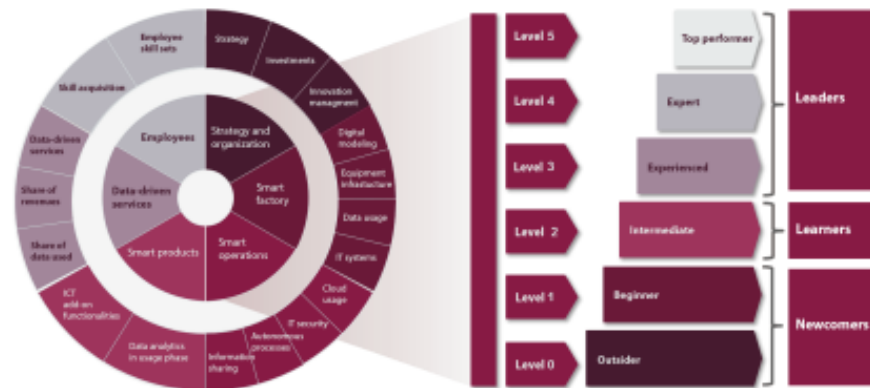 Employee
skill sets
Strategy
Investments
Innovation
managment
Skill acquisition
Data-driven
services
Share of
revenues
Share of
data used
ICT
add-on
functionalities
Data analytics
in usage phase
Information
sharing
Autonomous
processes
IT security
Cloud
usage
IT systems
Data usage
Equipment
infrastucture
Digital
modeling
Employees
Strategy and
organization
Data-driven
services
Smart
factory
Smart products
Smart
operations
Level 5
Top performer
Level 4
Expert
Leaders
Level 3
Experienced
Level 2
Intermediate
Learners
Level 1
Beginner
Newcomers
Level 0
Outsider